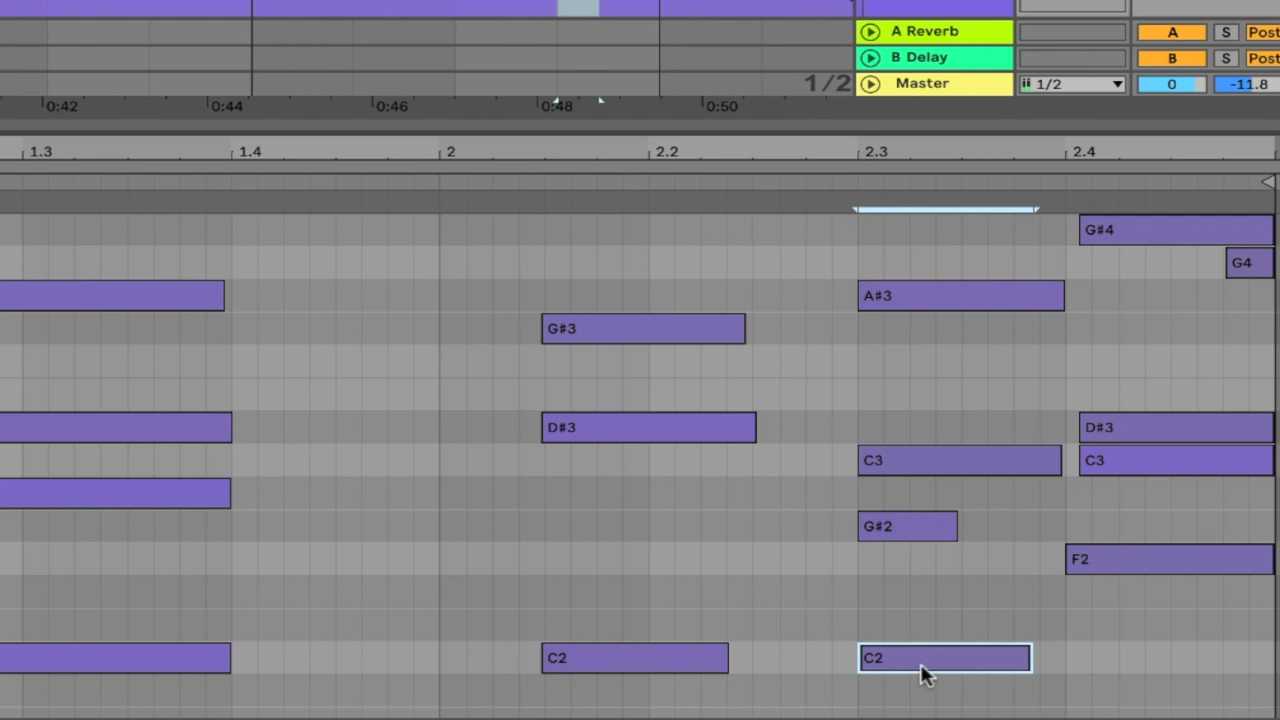 A Reverb A S Post
B Delay B S Post
1/2 Master 1/2 0 -11.8
0:42 0:44 0:46 0:48 0:50
1.3 1.4 2 2.2 2.3 2.4
G#4
G4
A#3
G#3
D#3 D#3
C3 C3
G#2
F2
C2 C2